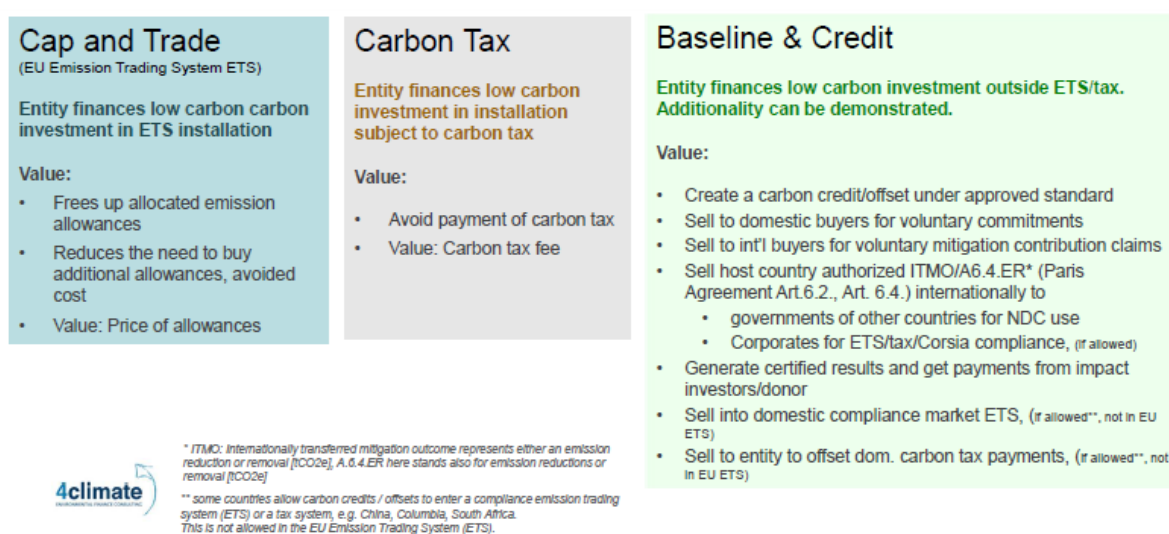 Cap and Trade
(EU Emission Trading System ETS)
Entity finances low carbon carbon
investment in ETS installation
Value:
• Frees up allocated emission
allowances
• Reduces the need to buy
additional allowances, avoided
cost
• Value: Price of allowances
Carbon Tax
Entity finances low carbon
investment in installation
subject to carbon tax
Value:
• Avoid payment of carbon tax
• Value: Carbon tax fee
Baseline & Credit
Entity finances low carbon investment outside ETS/tax.
Additionality can be demonstrated.
Value:
• Create a carbon credit/offset under approved standard
• Sell to domestic buyers for voluntary commitments
• Sell to int'l buyers for voluntary mitigation contribution claims
• Sell host country authorized ITMO/A6.4.ER* (Paris
Agreement Art.6.2., Art. 6.4.) internationally to
• governments of other countries for NDC use
• Corporates for ETS/tax/Corsia compliance, (if allowed)
• Generate certified results and get payments from impact
investors/donor
• Sell into domestic compliance market ETS, (if allowed**, not in EU
ETS)
• Sell to entity to offset dom. carbon tax payments, (if allowed**, not
in EU ETS)
4climate
ENVIRONMENTAL FINANCE CONSULTING
* ITMO: Internationally transferred mitigation outcome represents either an emission
reduction or removal [tCO2e], A.6.4.ER here stands also for emission reductions or
removal [tCO2e]
** some countries allow carbon credits / offsets to enter a compliance emission trading
system (ETS) or a tax system, e.g. China, Columbia, South Africa.
This is not allowed in the EU Emission Trading System (ETS).